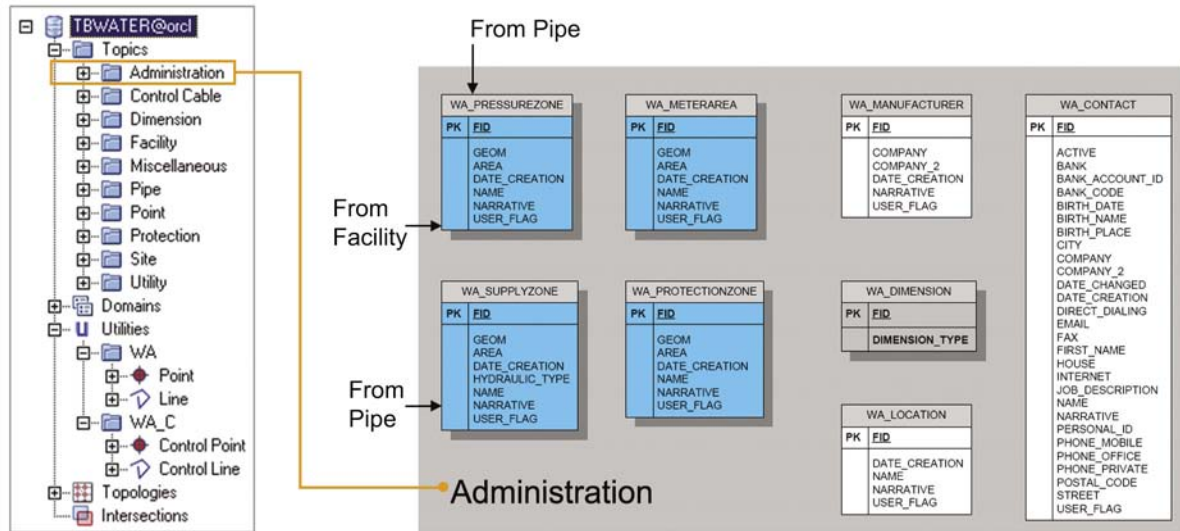 TBWATER@orcl
Topics
Administration
Control Cable
Dimension
Facility
Miscellaneous
Pipe
Point
Protection
Site
Utility
Domains
Utilities
WA
Point
Line
WA_C
Control Point
Control Line
Topologies
Intersections
From Pipe
WA_PRESSUREZONE
PK FID
GEOM
AREA
DATE_CREATION
NAME
NARRATIVE
USER_FLAG
From
Facility
WA_METERAREA
PK FID
GEOM
AREA
DATE_CREATION
NAME
NARRATIVE
USER_FLAG
WA_MANUFACTURER
PK FID
COMPANY
COMPANY_2
DATE_CREATION
NARRATIVE
USER_FLAG
WA_CONTACT
PK FID
ACTIVE
BANK
BANK_ACCOUNT_ID
BANK_CODE
BIRTH_DATE
BIRTH_NAME
BIRTH_PLACE
CITY
COMPANY
COMPANY_2
DATE_CHANGED
DATE_CREATION
DIRECT_DIALING
EMAIL
FAX
FIRST_NAME
HOUSE
INTERNET
JOB_DESCRIPTION
NAME
NARRATIVE
PERSONAL_ID
PHONE_MOBILE
PHONE_OFFICE
PHONE_PRIVATE
POSTAL_CODE
STREET
USER_FLAG
WA_SUPPLYZONE
PK FID
GEOM
AREA
DATE_CREATION
HYDRAULIC_TYPE
NAME
NARRATIVE
USER_FLAG
From
Pipe
WA_PROTECTIONZONE
PK FID
GEOM
AREA
DATE_CREATION
NAME
NARRATIVE
USER_FLAG
WA_DIMENSION
PK FID
DIMENSION_TYPE
WA_LOCATION
PK FID
DATE_CREATION
NAME
NARRATIVE
USER_FLAG
Administration